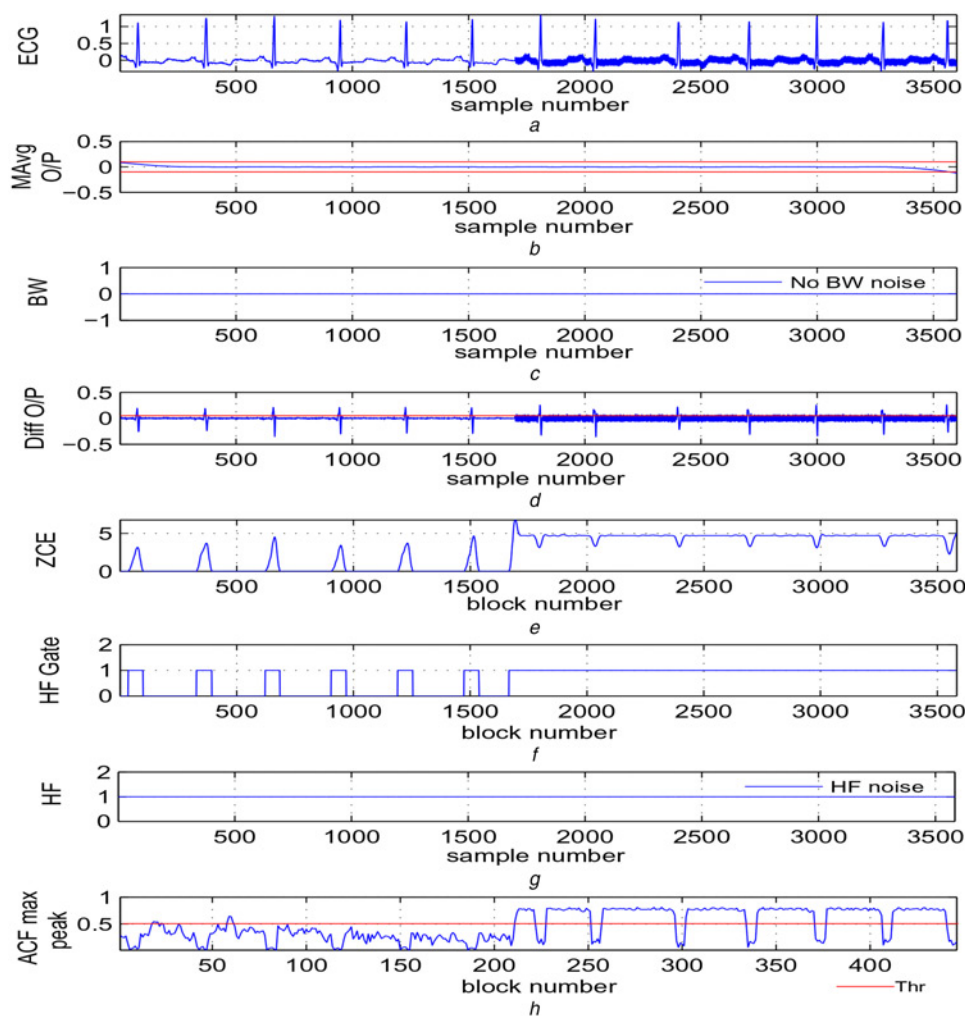 ECG
1
0.5
0
500 1000 1500 2000 2500 3000 3500
sample number
a
MAvg
O/P
0.5
0
−0.5
500 1000 1500 2000 2500 3000 3500
sample number
b
BW
1
0
−1
No BW noise
500 1000 1500 2000 2500 3000 3500
sample number
c
Diff O/P
0.5
0
−0.5
500 1000 1500 2000 2500 3000 3500
sample number
d
ZCE
5
0
500 1000 1500 2000 2500 3000 3500
block number
e
HF Gate
2
1
0
500 1000 1500 2000 2500 3000 3500
block number
f
HF
2
1
0
HF noise
500 1000 1500 2000 2500 3000 3500
sample number
g
ACF max
peak
1
0.5
50 100 150 200 250 300 350 400
block number
Thr
h